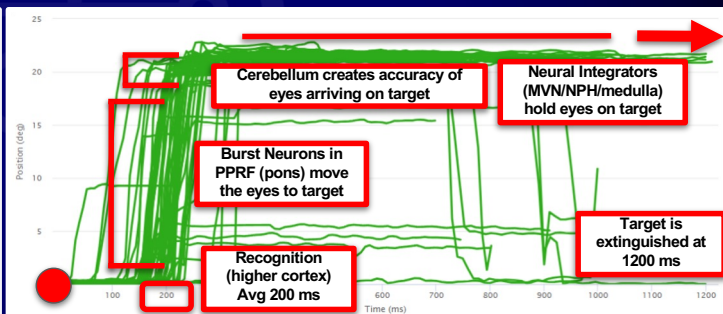 25
20
15
10
5
Position (deg)
Cerebellum creates accuracy of
eyes arriving on target
Neural Integrators
(MVN/NPH/medulla)
hold eyes on target
Burst Neurons in
PPRF (pons) move
the eyes to target
Recognition
(higher cortex)
Avg 200 ms
Target is
extinguished at
1200 ms
100
200
600
700
800
900
1000
1100
1200
Time (ms)